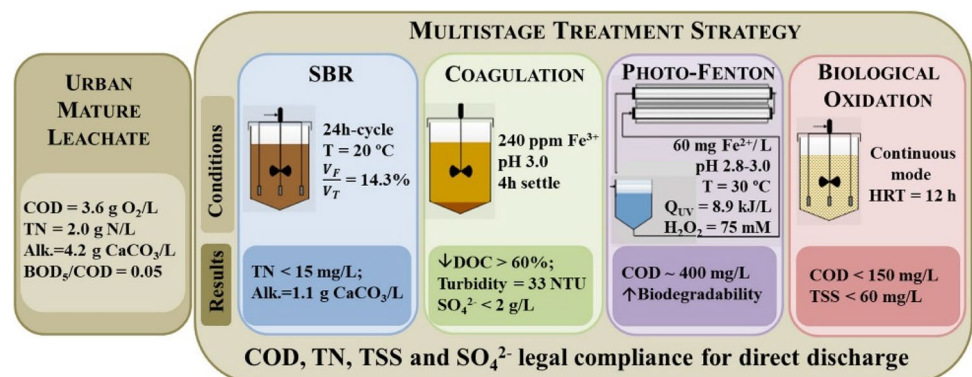 MULTISTAGE TREATMENT STRATEGY
URBAN
MATURE
LEACHATE
COD = 3.6 g O₂/L
TN = 2.0 g N/L
Alk.=4.2 g CaCO₃/L
BOD₅/COD = 0.05
Conditions
Results
SBR
24h-cycle
T = 20 ºC
V_F/V_T = 14.3%
TN < 15 mg/L;
Alk.=1.1 g CaCO₃/L
COAGULATION
240 ppm Fe³⁺
pH 3.0
4h settle
↓DOC > 60%;
Turbidity = 33 NTU
SO₄²⁻ < 2 g/L
PHOTO-FENTON
60 mg Fe²⁺/L
pH 2.8-3.0
T = 30 ºC
Q_UV = 8.9 kJ/L
H₂O₂ = 75 mM
COD ~ 400 mg/L
↑Biodegradability
BIOLOGICAL
OXIDATION
Continuous
mode
HRT = 12 h
COD < 150 mg/L
TSS < 60 mg/L
COD, TN, TSS and SO₄²⁻ legal compliance for direct discharge